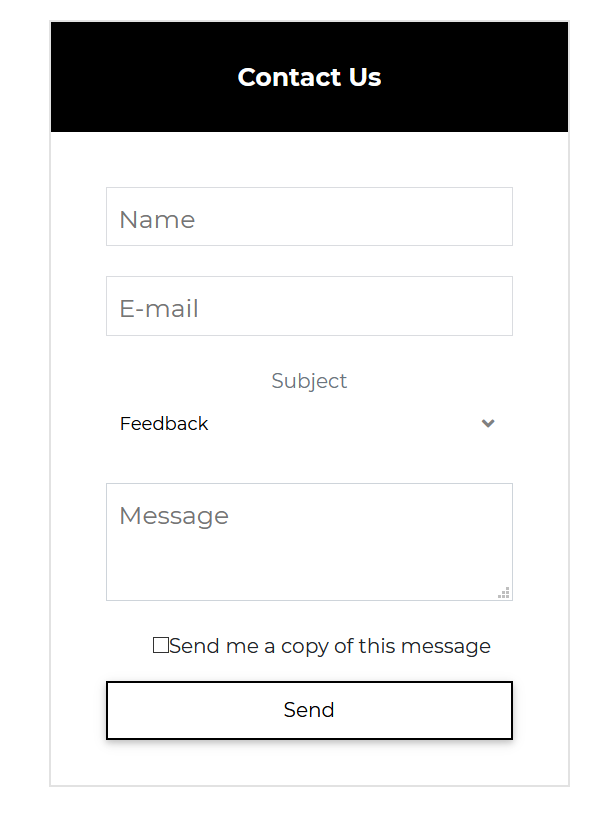 Contact Us
Name
E-mail
Subject
Feedback
Message
Send me a copy of this message
Send